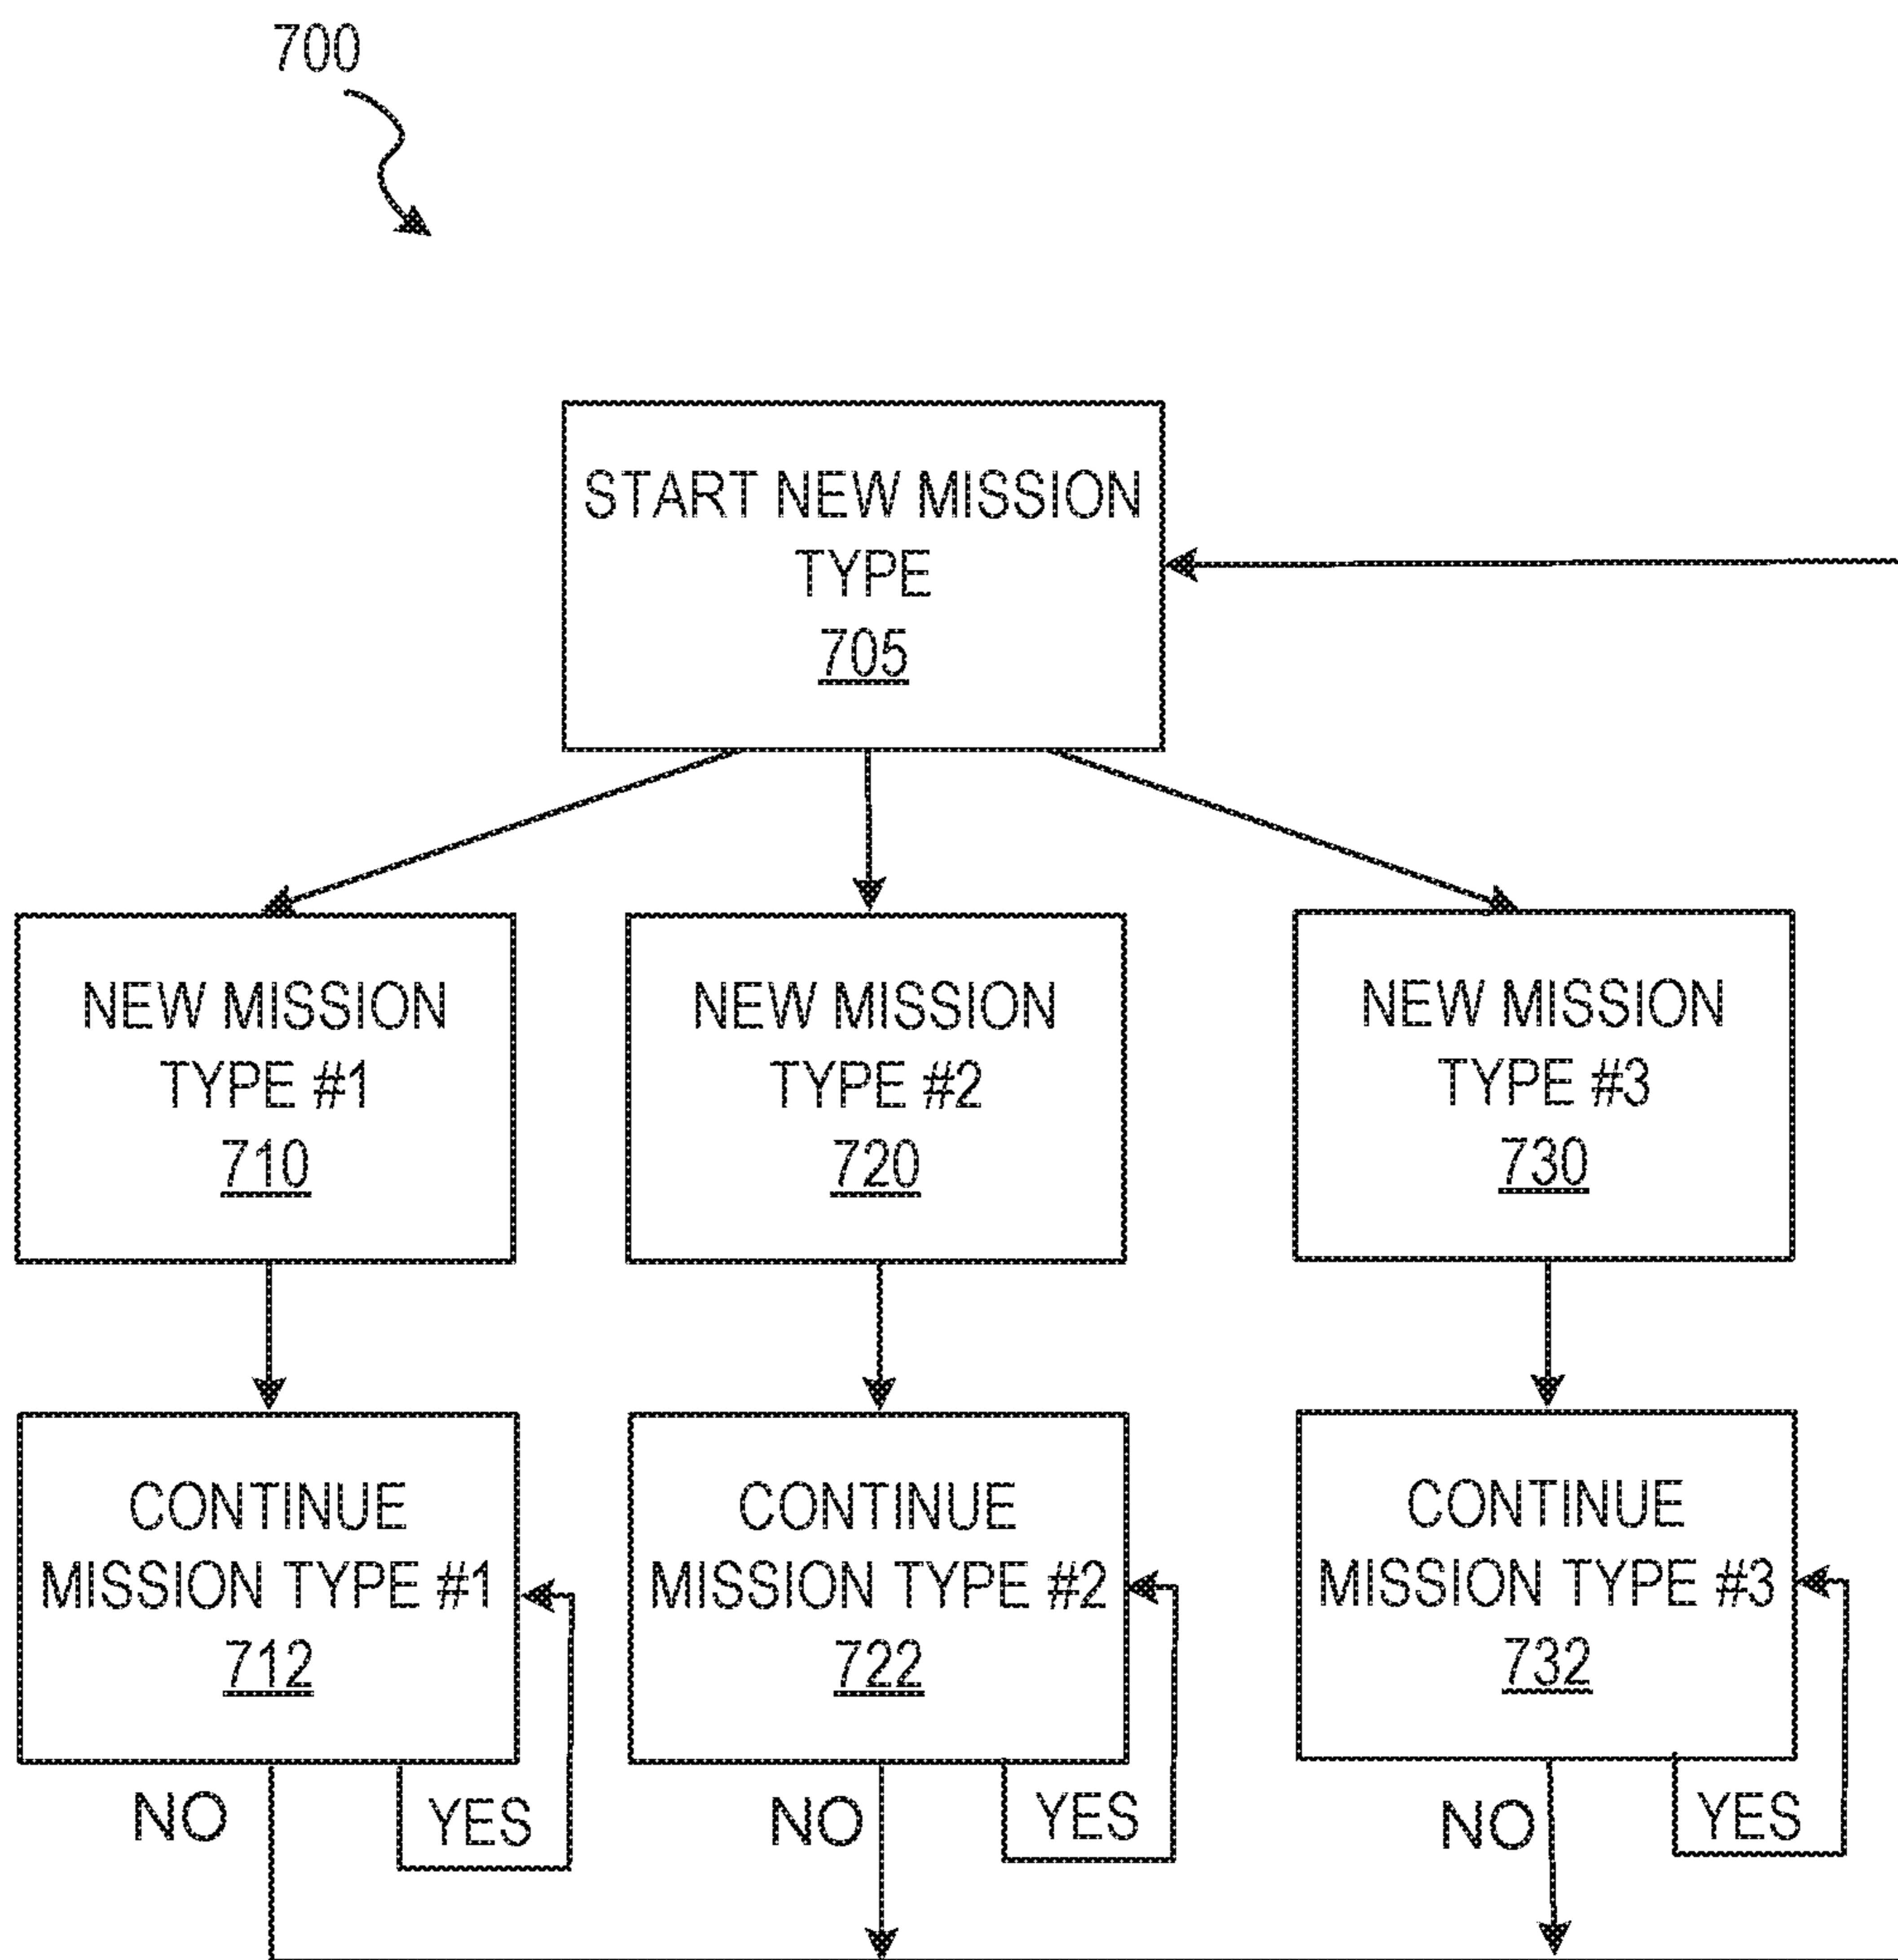 700
START NEW MISSION
TYPE
705
NEW MISSION
TYPE #1
710
NEW MISSION
TYPE #2
720
NEW MISSION
TYPE #3
730
CONTINUE
MISSION TYPE #1
712
CONTINUE
MISSION TYPE #2
722
CONTINUE
MISSION TYPE #3
732
NO
YES
NO
YES
NO
YES